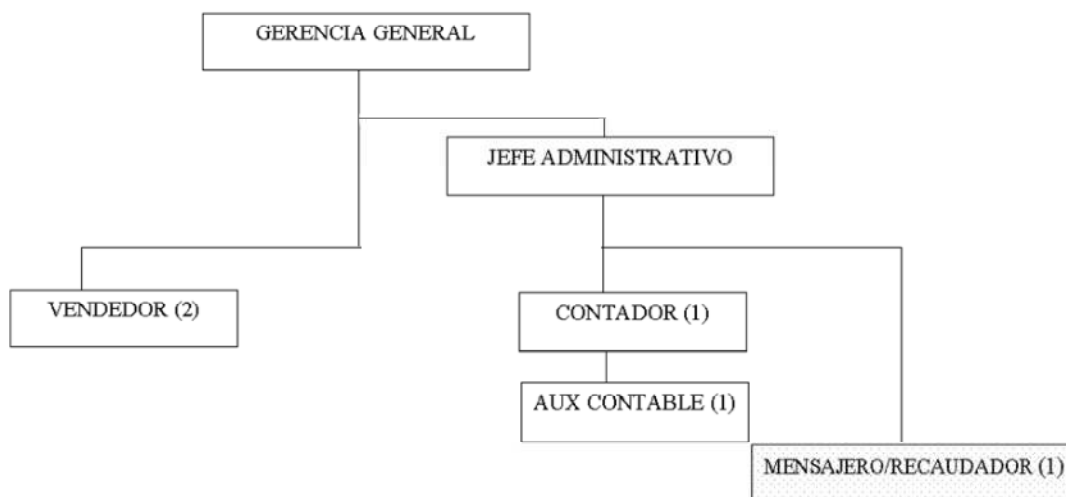 GERENCIA GENERAL
JEFE ADMINISTRATIVO
VENDEDOR (2)
CONTADOR (1)
AUX CONTABLE (1)
MENSAJERO/RECAUDADOR (1)